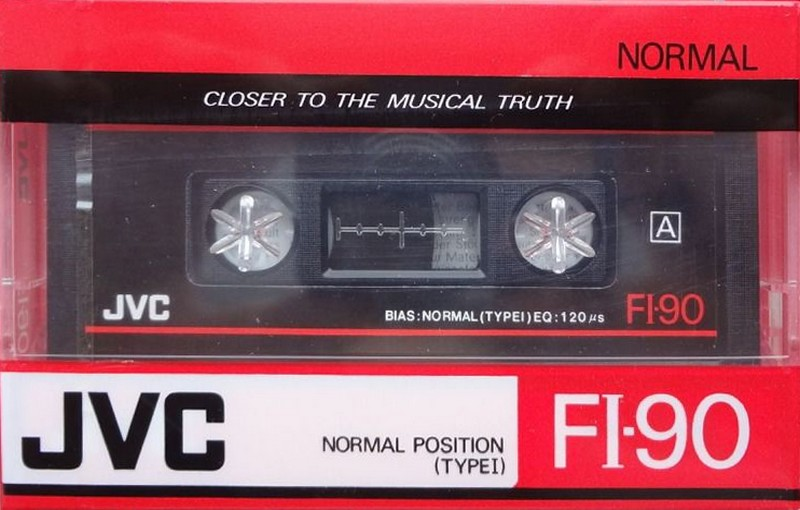 NORMAL
CLOSER TO THE MUSICAL TRUTH
A
JVC
BIAS:NORMAL(TYPEI)EQ:120µs
FI-90
JVC
NORMAL POSITION
(TYPEI)
FI-90